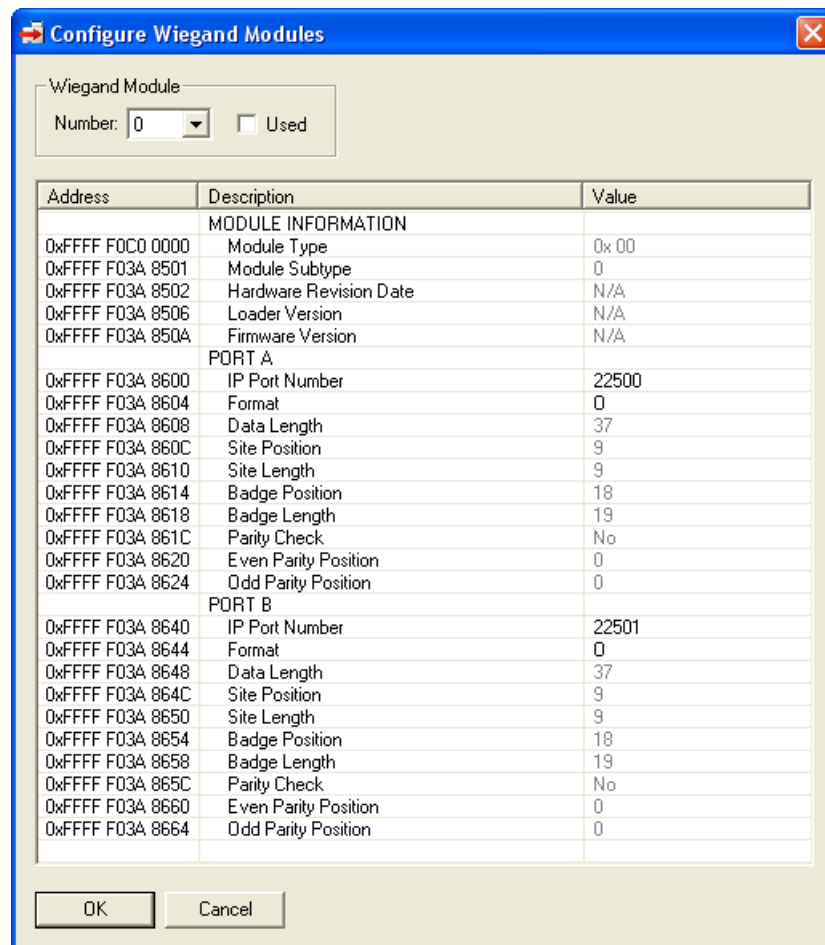 Configure Wiegand Modules
Wiegand Module
Number: 0 Used
Address Description Value
MODULE INFORMATION
0xFFFF F0C0 0000 Module Type 0x 00
0xFFFF F03A 8501 Module Subtype 0
0xFFFF F03A 8502 Hardware Revision Date N/A
0xFFFF F03A 8506 Loader Version N/A
0xFFFF F03A 850A Firmware Version N/A
PORT A
0xFFFF F03A 8600 IP Port Number 22500
0xFFFF F03A 8604 Format O
0xFFFF F03A 8608 Data Length 37
0xFFFF F03A 860C Site Position 9
0xFFFF F03A 8610 Site Length 9
0xFFFF F03A 8614 Badge Position 18
0xFFFF F03A 8618 Badge Length 19
0xFFFF F03A 861C Parity Check No
0xFFFF F03A 8620 Even Parity Position 0
0xFFFF F03A 8624 Odd Parity Position 0
PORT B
0xFFFF F03A 8640 IP Port Number 22501
0xFFFF F03A 8644 Format O
0xFFFF F03A 8648 Data Length 37
0xFFFF F03A 864C Site Position 9
0xFFFF F03A 8650 Site Length 9
0xFFFF F03A 8654 Badge Position 18
0xFFFF F03A 8658 Badge Length 19
0xFFFF F03A 865C Parity Check No
0xFFFF F03A 8660 Even Parity Position 0
0xFFFF F03A 8664 Odd Parity Position 0
OK Cancel